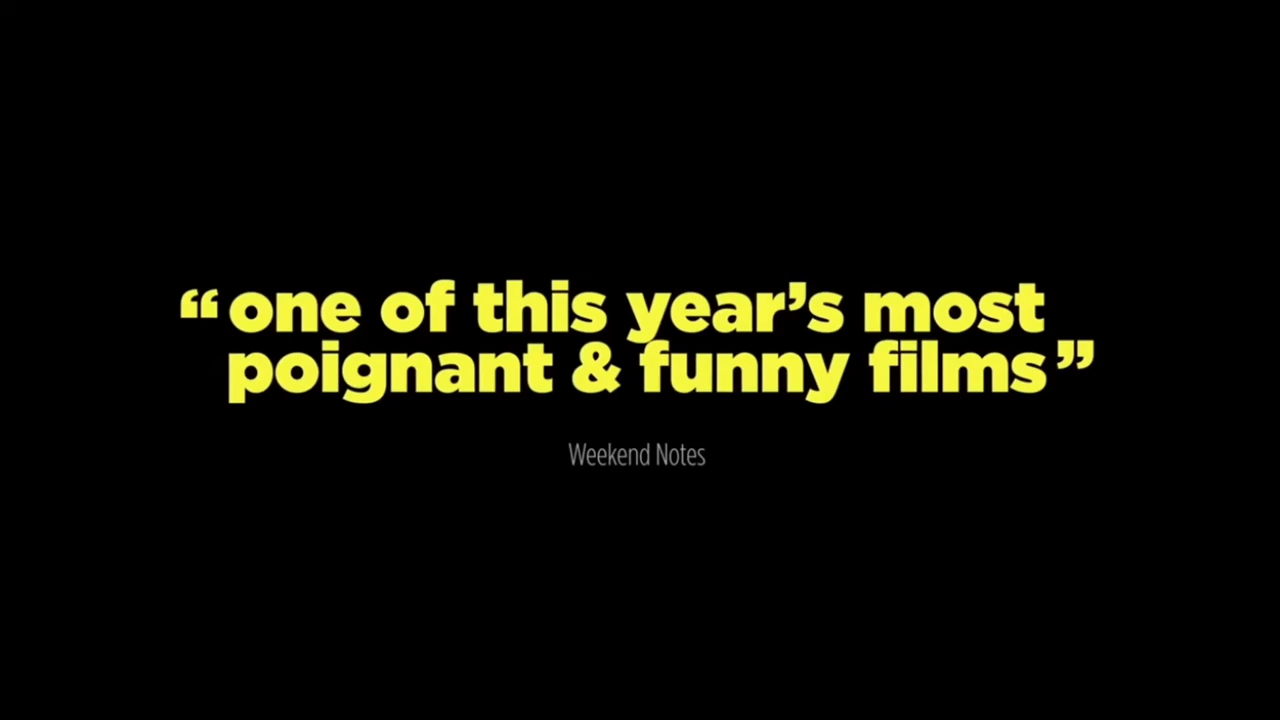 “one of this year’s most
poignant & funny films”
Weekend Notes